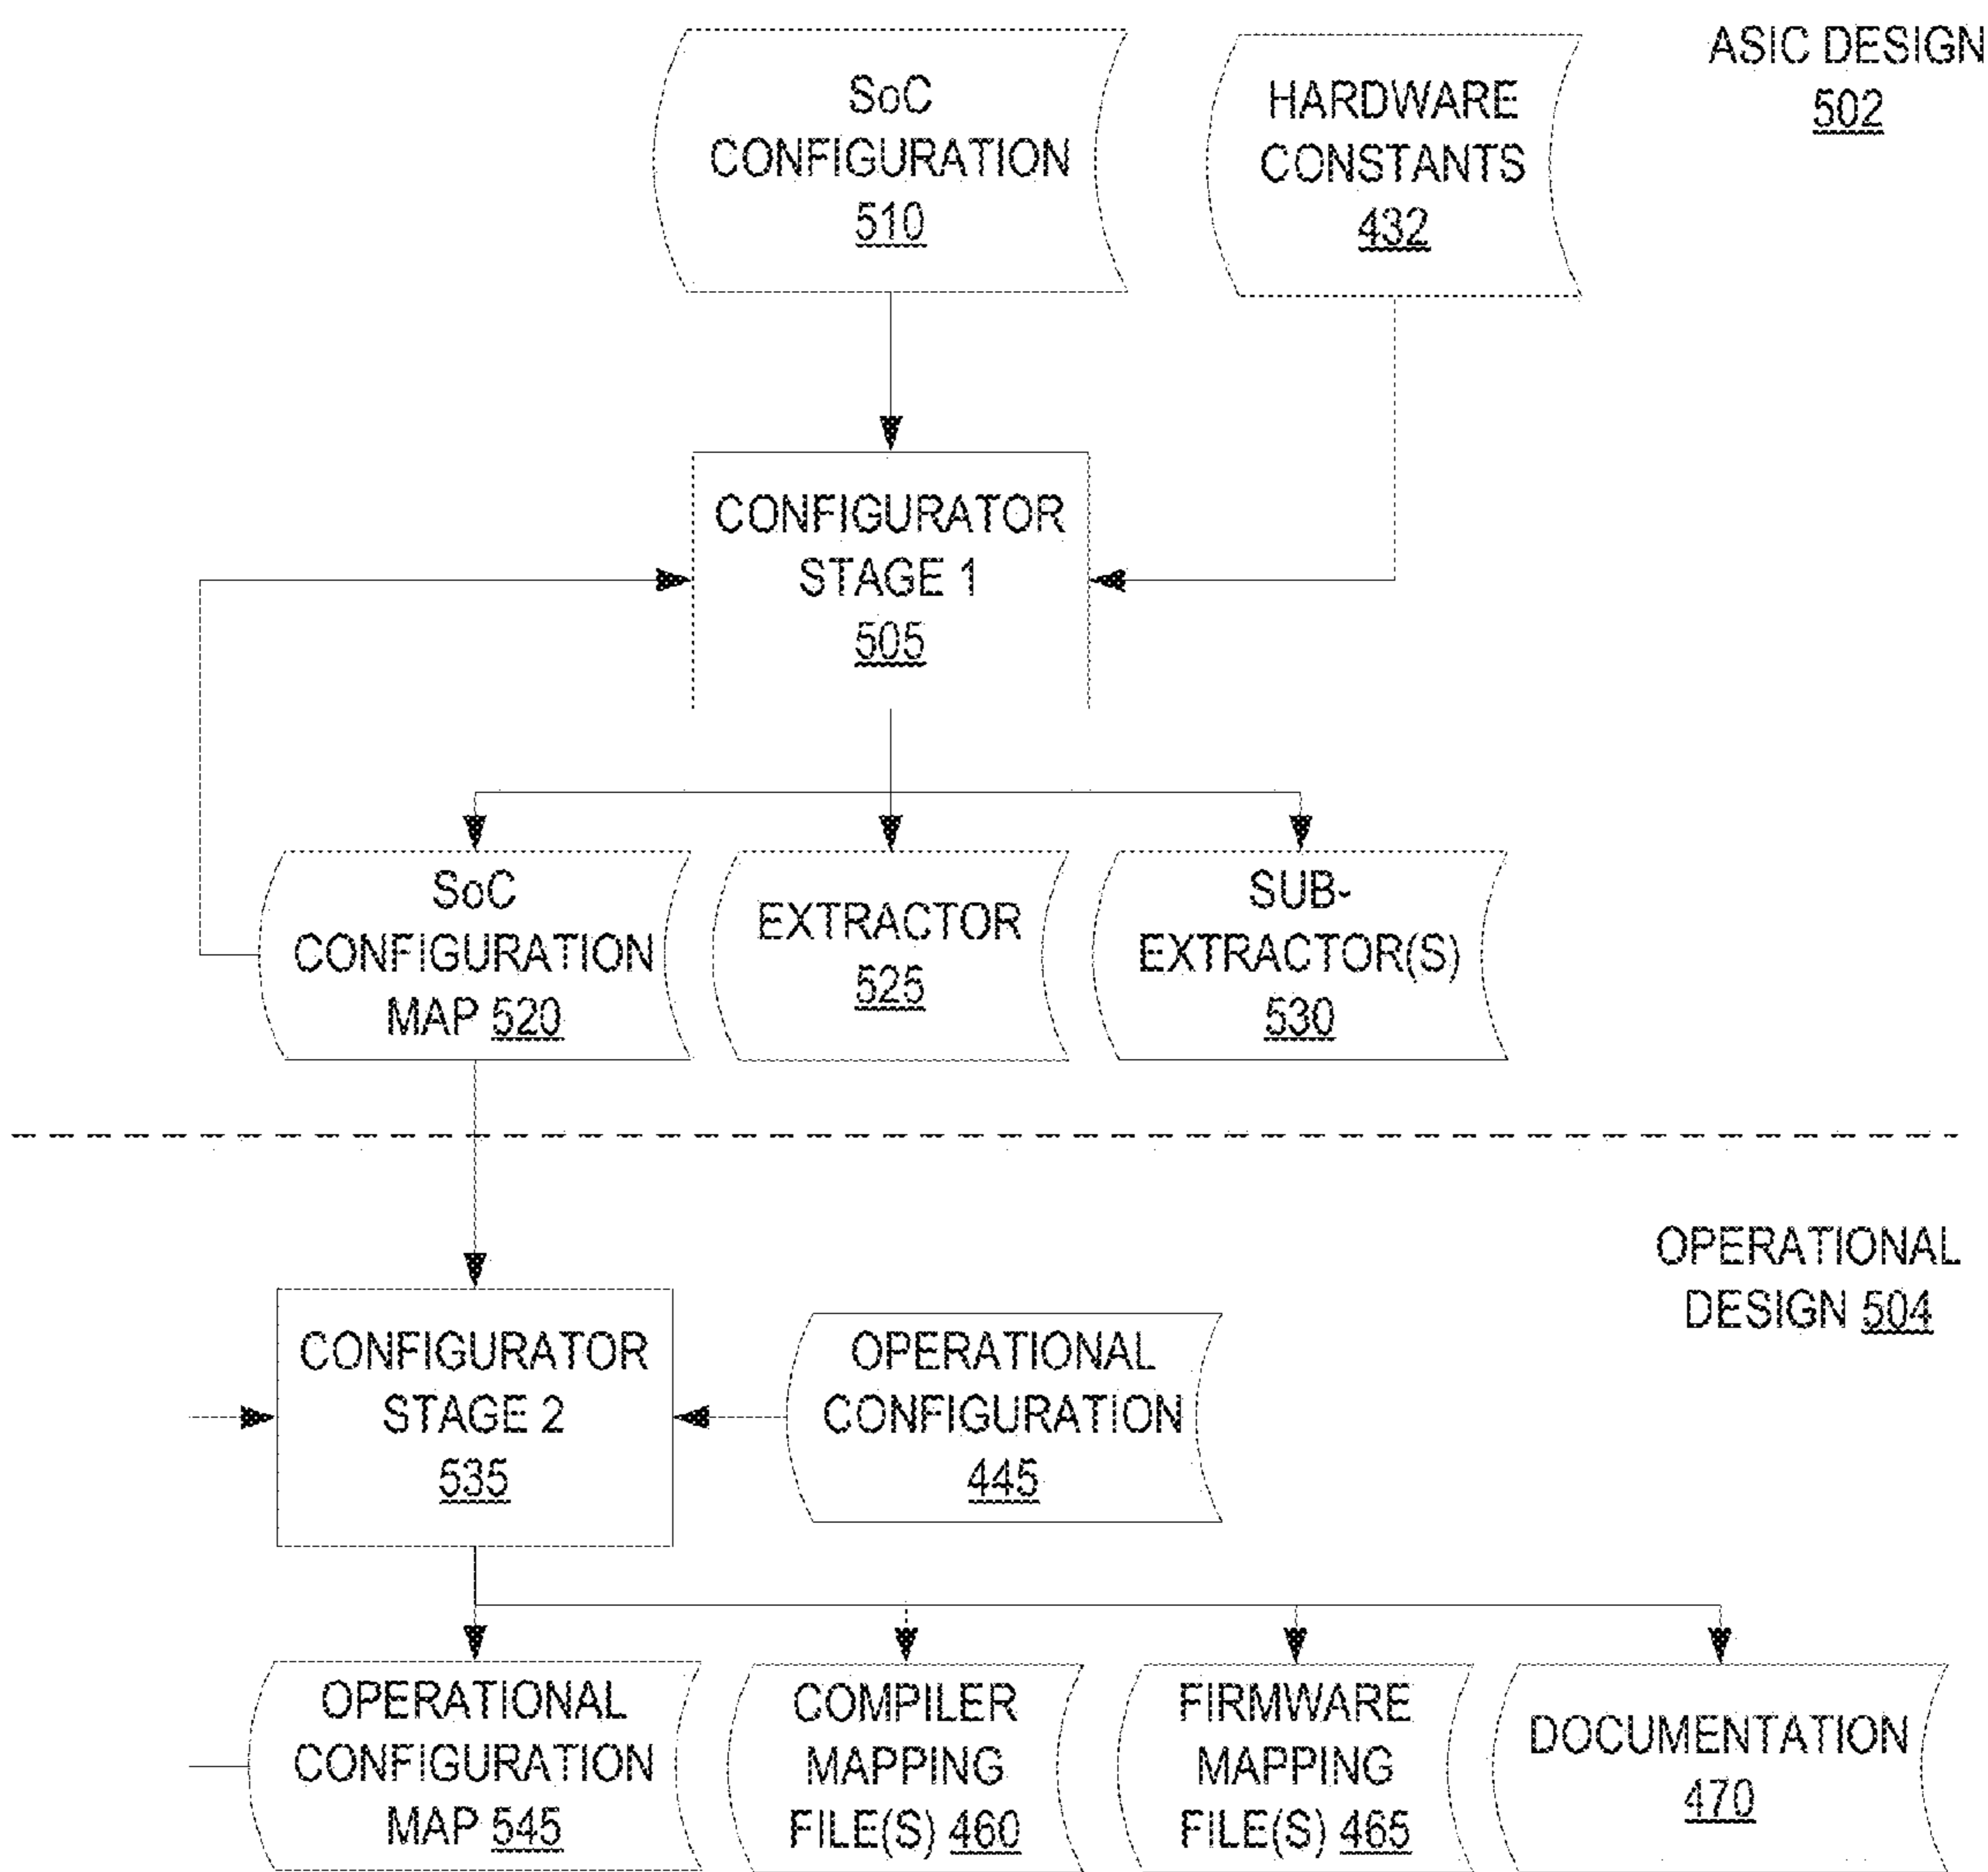 SoC
CONFIGURATION
510
HARDWARE
CONSTANTS
432
ASIC DESIGN
502
CONFIGURATOR
STAGE 1
505
SoC
CONFIGURATION
MAP 520
EXTRACTOR
525
SUB-
EXTRACTOR(S)
530
OPERATIONAL
DESIGN 504
CONFIGURATOR
STAGE 2
535
OPERATIONAL
CONFIGURATION
445
OPERATIONAL
CONFIGURATION
MAP 545
COMPILER
MAPPING
FILE(S) 460
FIRMWARE
MAPPING
FILE(S) 465
DOCUMENTATION
470